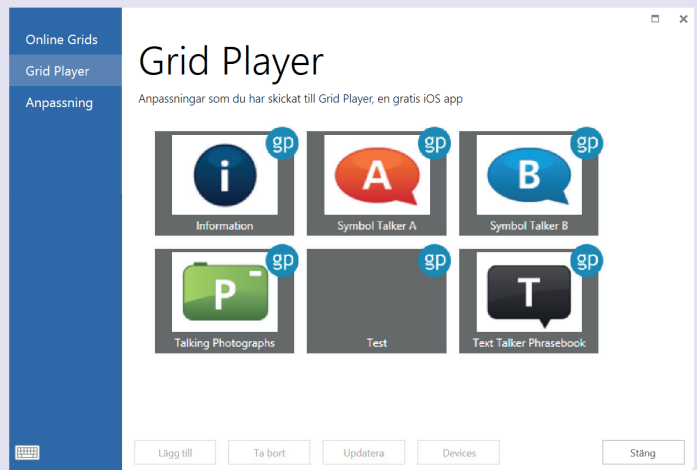 Online Grids
Grid Player
Anpassning
Grid Player
Anpassningar som du har skickat till Grid Player, en gratis iOS app
gp gp gp
i A B
Information Symbol Talker A Symbol Talker B
gp gp gp
P T
Talking Photographs Test Text Talker Phrasebook
Lägg till Ta bort Updatera Devices Stäng